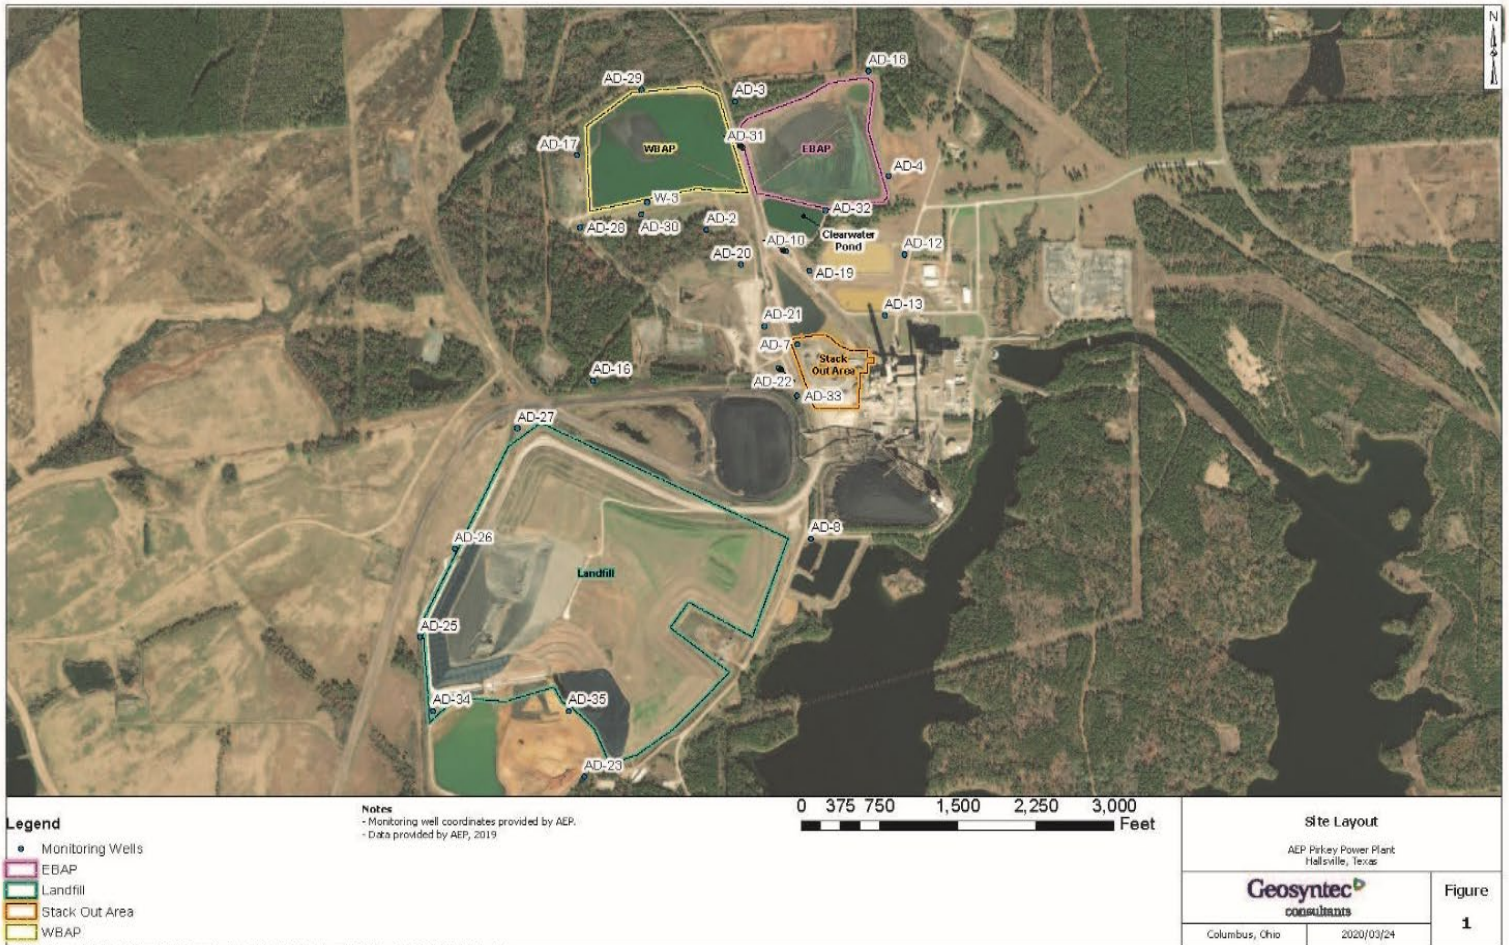 N
AD-18
AD-29
AD-3
AD-31
AD-17
WBAP
EBAP
AD-4
W-3
AD-32
AD-28
AD-30
AD-2
Clearwater
Pond
AD-10
AD-12
AD-20
AD-19
AD-13
AD-21
AD-7
Stack
Out Area
AD-16
AD-22
AD-33
AD-27
AD-8
AD-26
Landfill
AD-25
AD-34
AD-35
AD-23
Legend
Monitoring Wells
EBAP
Landfill
Stack Out Area
WBAP
Notes
- Monitoring well coordinates provided by AEP.
- Data provided by AEP, 2019
0 375 750 1,500 2,250 3,000
Feet
Site Layout
AEP Pirkey Power Plant
Hallsville, Texas
Geosyntec
consultants
Columbus, Ohio
2020/03/24
Figure
1